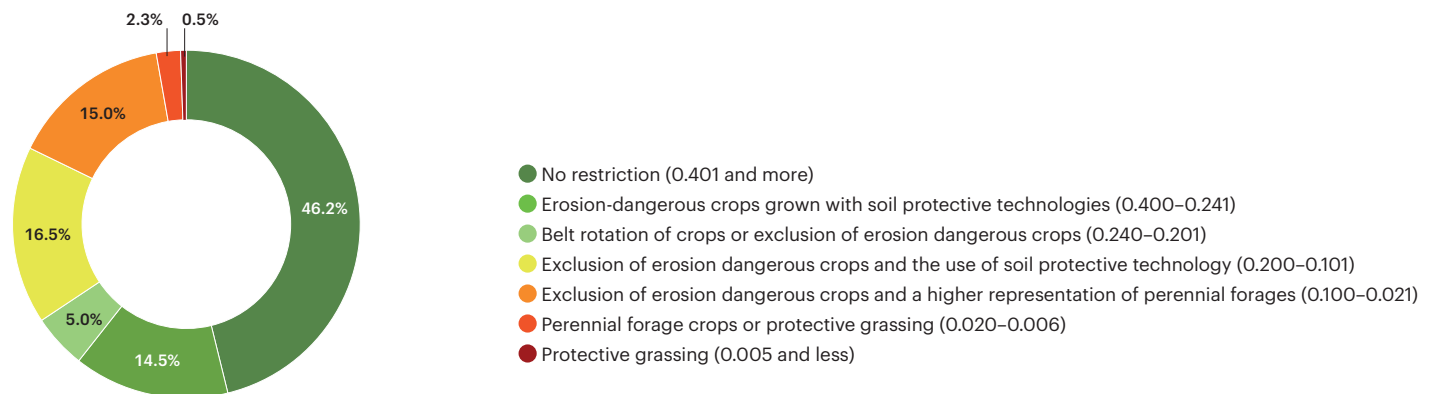 2.3% 0.5%
15.0%
46.2%
16.5%
5.0%
14.5%
No restriction (0.401 and more)
Erosion-dangerous crops grown with soil protective technologies (0.400–0.241)
Belt rotation of crops or exclusion of erosion dangerous crops (0.240–0.201)
Exclusion of erosion dangerous crops and the use of soil protective technology (0.200–0.101)
Exclusion of erosion dangerous crops and a higher representation of perennial forages (0.100–0.021)
Perennial forage crops or protective grassing (0.020–0.006)
Protective grassing (0.005 and less)